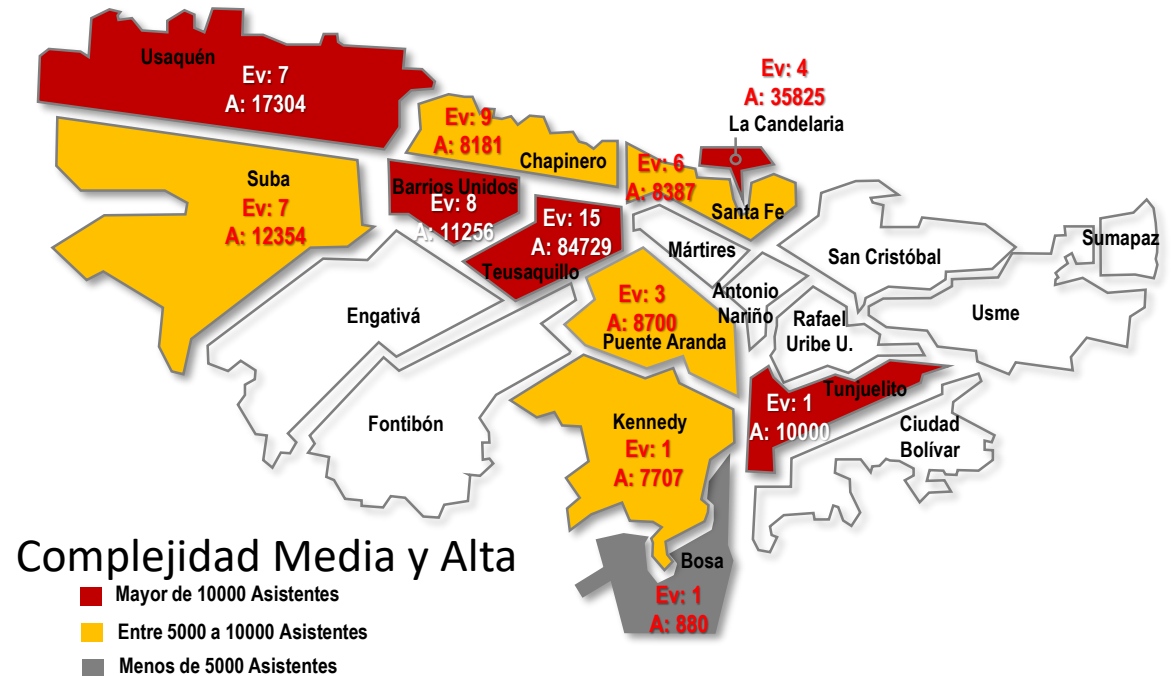 Usaquén
Ev: 7
A: 17304
Ev: 4
A: 35825
La Candelaria
Ev: 9
A: 8181
Chapinero
Suba
Ev: 7
A: 12354
Barrios Unidos
Ev: 8
A: 11256
Ev: 6
A: 8387
Santa Fe
Ev: 15
A: 84729
Teusaquillo
Mártires
San Cristóbal
Sumapaz
Engativá
Ev: 3
A: 8700
Puente Aranda
Antonio
Nariño
Rafael
Uribe U.
Usme
Fontibón
Kennedy
Ev: 1
A: 7707
Tunjuelito
Ev: 1
A: 10000
Ciudad
Bolívar
Bosa
Ev: 1
A: 880
Complejidad Media y Alta
Mayor de 10000 Asistentes
Entre 5000 a 10000 Asistentes
Menos de 5000 Asistentes